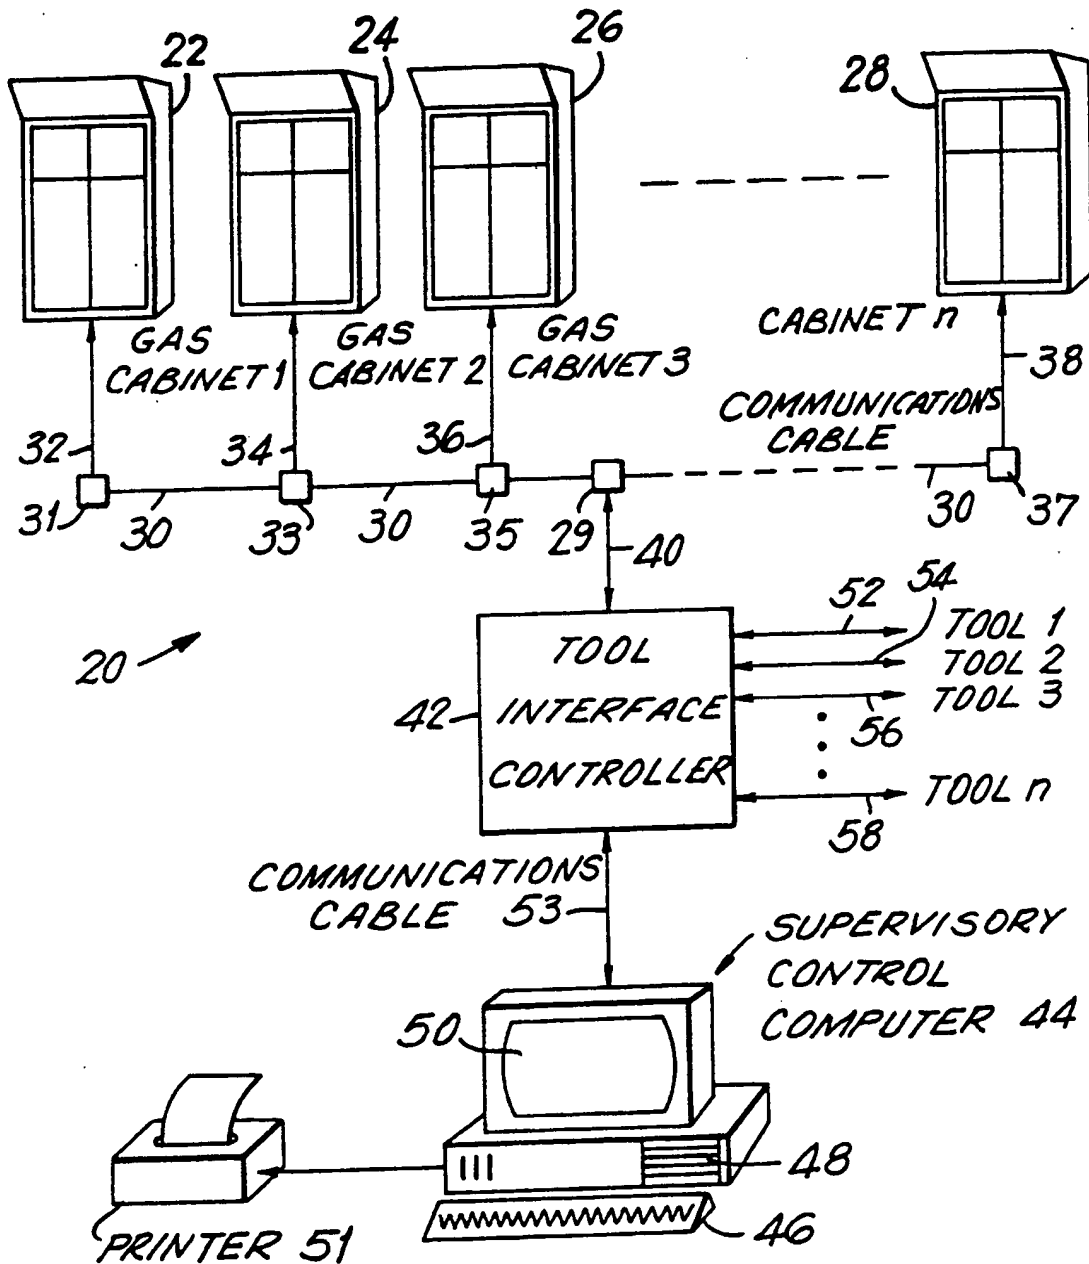 22
24
26
28
GAS
CABINET 1
GAS
CABINET 2
GAS
CABINET 3
CABINET n
38
COMMUNICATIONS
CABLE
32
34
36
31
30
33
30
35
29
40
30
37
20
42
TOOL
INTERFACE
CONTROLLER
52
54
TOOL 1
TOOL 2
TOOL 3
56
TOOL n
58
COMMUNICATIONS
CABLE
53
SUPERVISORY
CONTROL
COMPUTER 44
50
48
46
PRINTER 51